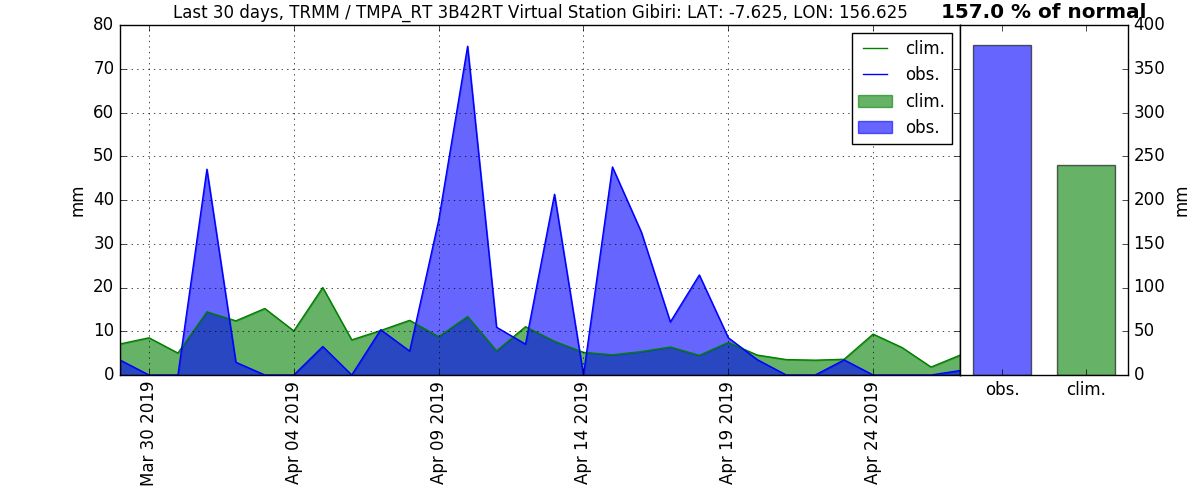 Last 30 days, TRMM / TMPA_RT 3B42RT Virtual Station Gibiri: LAT: -7.625, LON: 156.625
157.0 % of normal
80
70
60
50
40
30
20
10
0
mm
clim.
obs.
clim.
obs.
400
350
300
250
200
150
100
50
0
mm
Mar 30 2019
Apr 04 2019
Apr 09 2019
Apr 14 2019
Apr 19 2019
Apr 24 2019
obs.
clim.